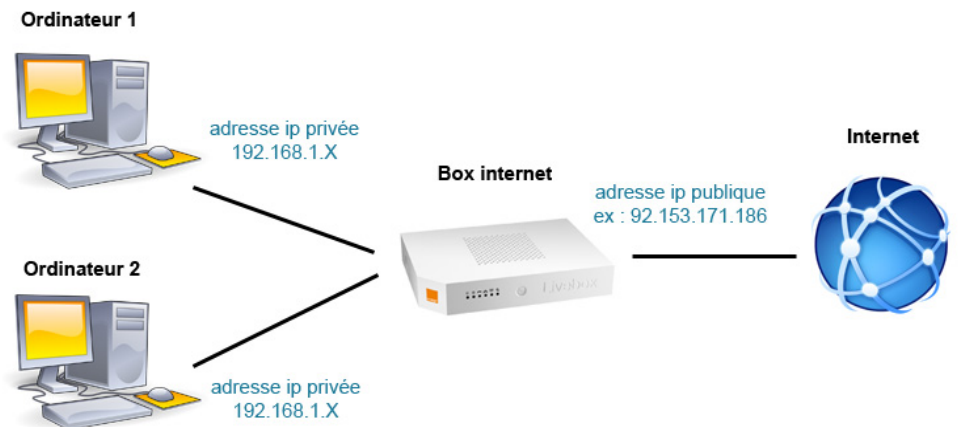 Ordinateur 1
adresse ip privée
192.168.1.X
Internet
Box internet
adresse ip publique
ex : 92.153.171.186
Livebox
Ordinateur 2
adresse ip privée
192.168.1.X